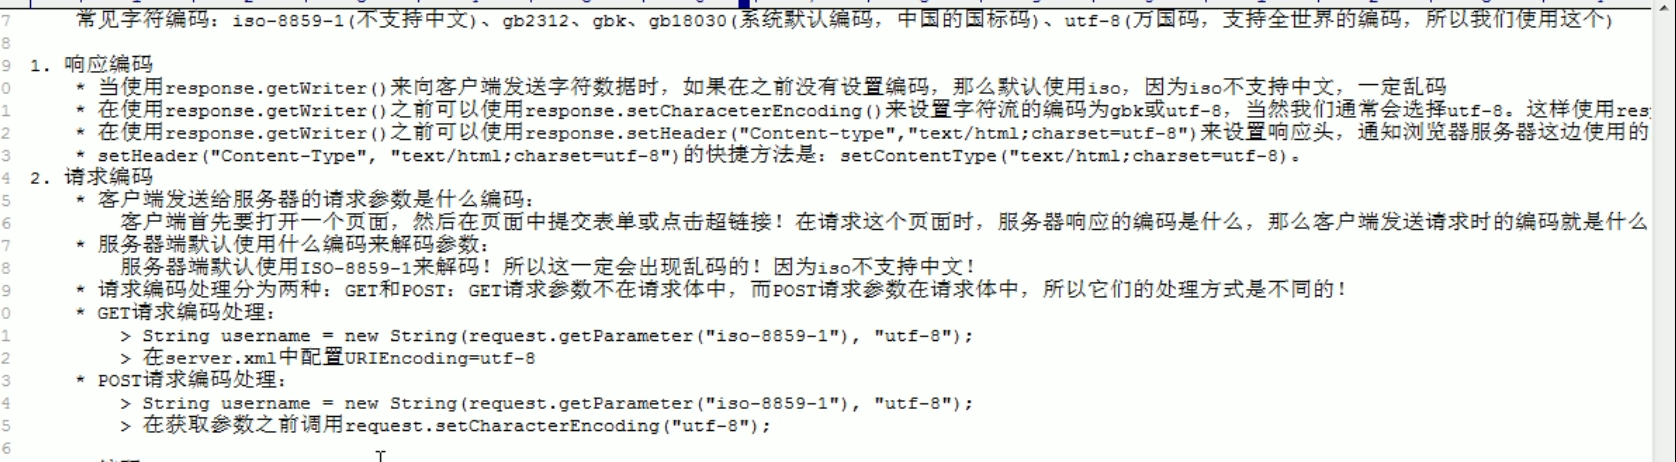 7 常见字符编码：iso-8859-1(不支持中文)、gb2312、gbk、gb18030(系统默认编码，中国的国标码)、utf-8(万国码，支持全世界的编码，所以我们使用这个)
8
9 1. 响应编码
0 * 当使用response.getWriter()来向客户端发送字符数据时，如果在之前没有设置编码，那么默认使用iso，因为iso不支持中文，一定乱码
1 * 在使用response.getWriter()之前可以使用response.setCharaceterEncoding()来设置字符流的编码为gbk或utf-8，当然我们通常会选择utf-8。这样使用res
2 * 在使用response.getWriter()之前可以使用response.setHeader("Content-type","text/html;charset=utf-8")来设置响应头，通知浏览器服务器这边使用的
3 * setHeader("Content-Type", "text/html;charset=utf-8")的快捷方法是：setContentType("text/html;charset=utf-8)。
4 2. 请求编码
5 * 客户端发送给服务器的请求参数是什么编码：
6 客户端首先要打开一个页面，然后在页面中提交表单或点击超链接！在请求这个页面时，服务器响应的编码是什么，那么客户端发送请求时的编码就是什么
7 * 服务器端默认使用什么编码来解码参数：
8 服务器端默认使用ISO-8859-1来解码！所以这一定会出现乱码的！因为iso不支持中文！
9 * 请求编码处理分为两种：GET和POST：GET请求参数不在请求体中，而POST请求参数在请求体中，所以它们的处理方式是不同的！
0 * GET请求编码处理：
1 > String username = new String(request.getParameter("iso-8859-1"), "utf-8");
2 > 在server.xml中配置URIEncoding=utf-8
3 * POST请求编码处理：
4 > String username = new String(request.getParameter("iso-8859-1"), "utf-8");
5 > 在获取参数之前调用request.setCharacterEncoding("utf-8");
6